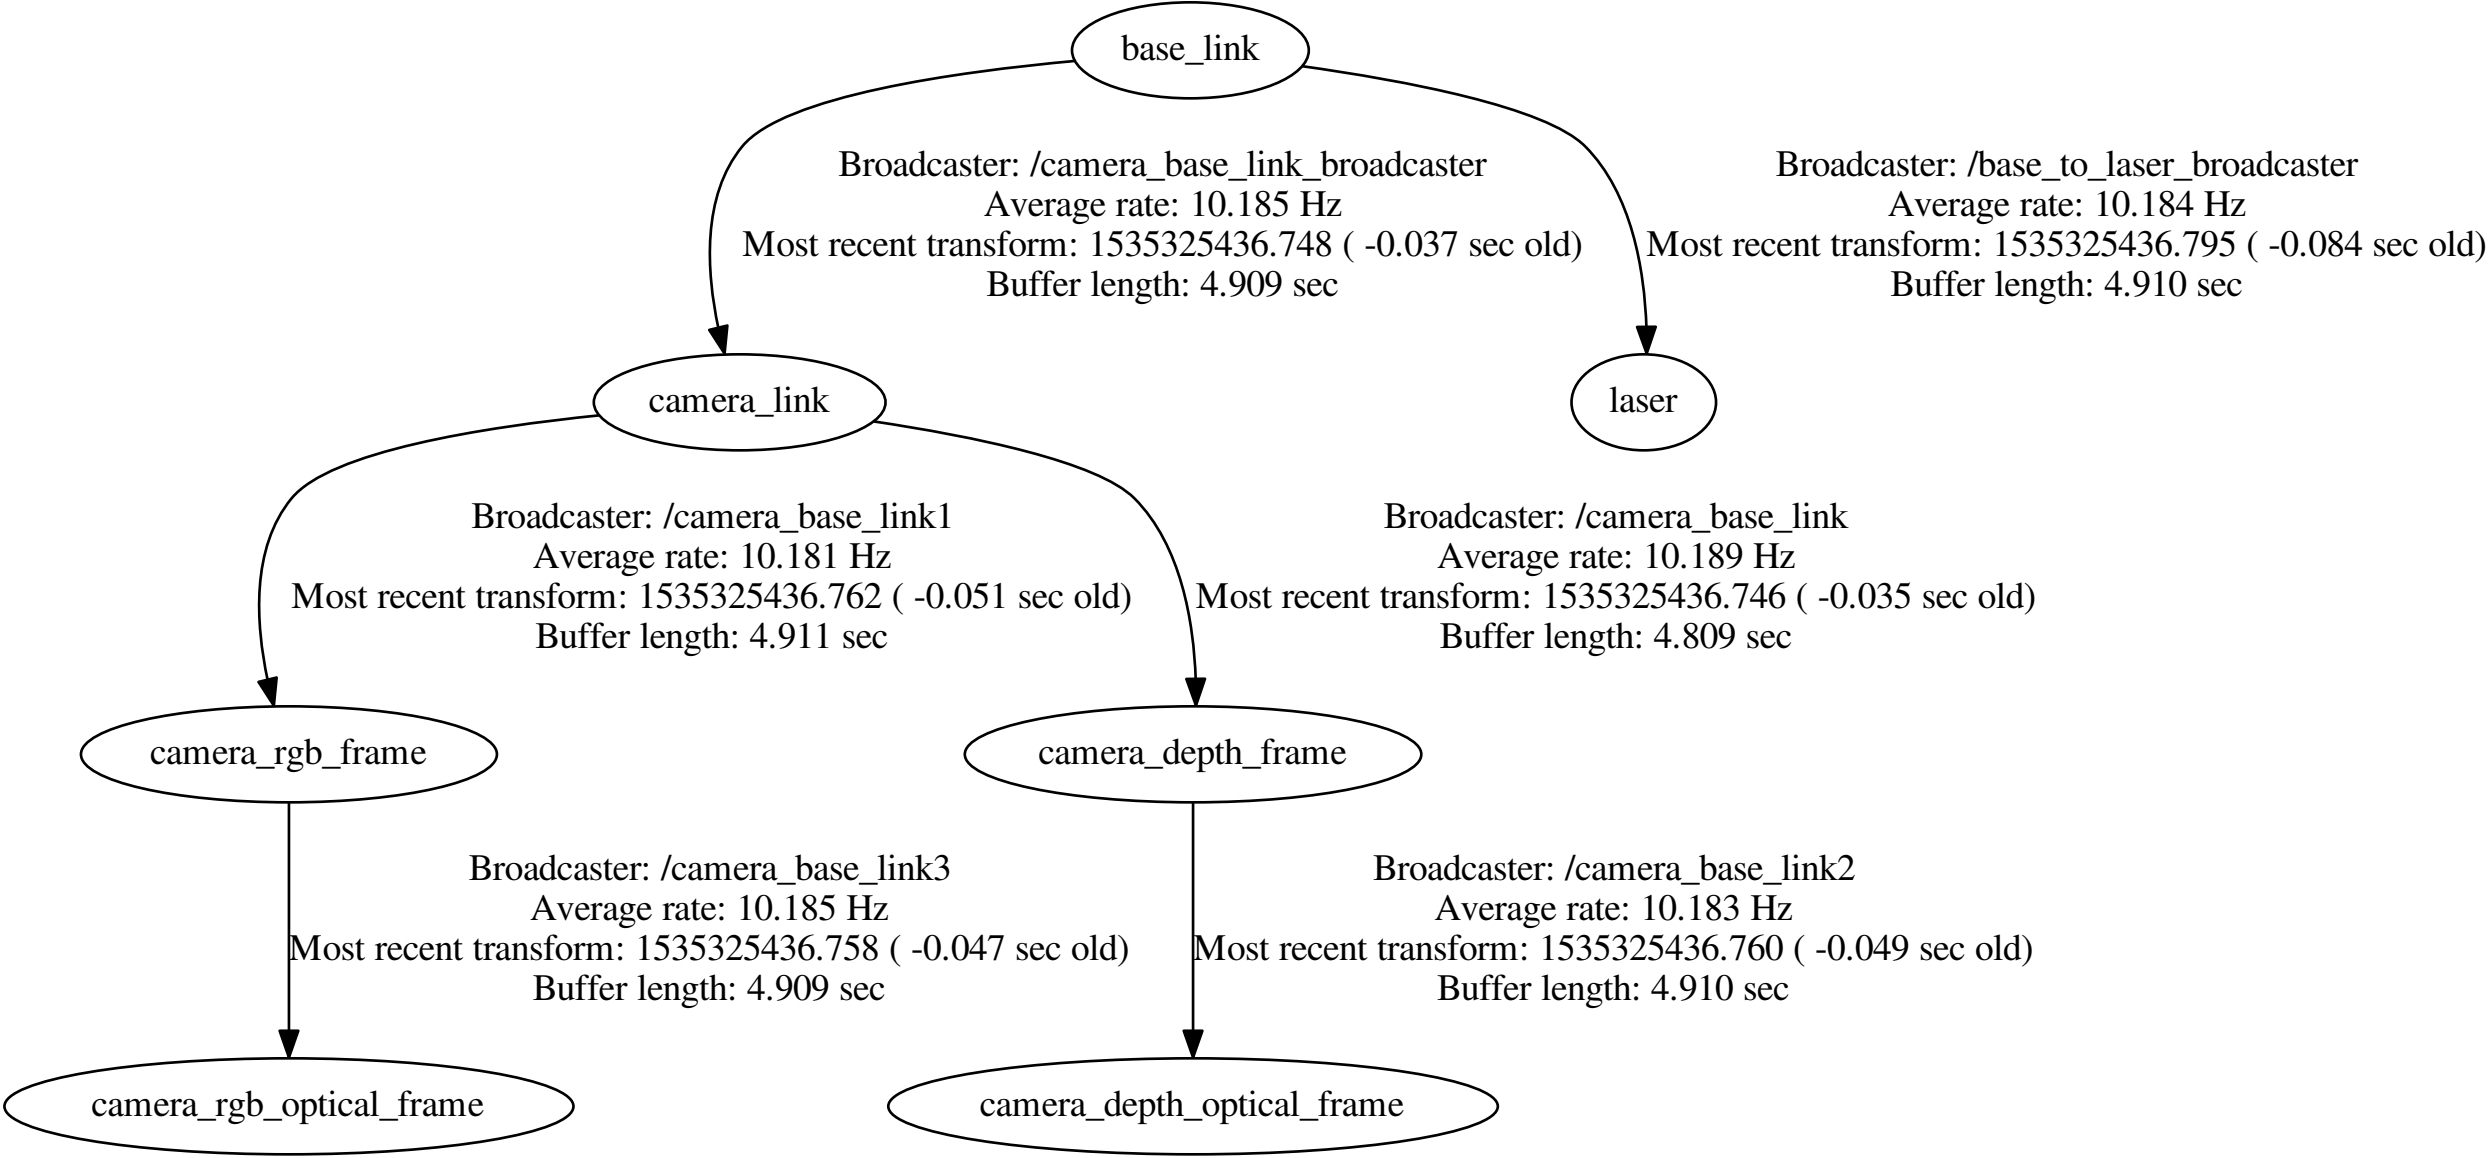 base_link
Broadcaster: /camera_base_link_broadcaster
Average rate: 10.185 Hz
Most recent transform: 1535325436.748 ( -0.037 sec old)
Buffer length: 4.909 sec
Broadcaster: /base_to_laser_broadcaster
Average rate: 10.184 Hz
Most recent transform: 1535325436.795 ( -0.084 sec old)
Buffer length: 4.910 sec
camera_link
laser
Broadcaster: /camera_base_link1
Average rate: 10.181 Hz
Most recent transform: 1535325436.762 ( -0.051 sec old)
Buffer length: 4.911 sec
Broadcaster: /camera_base_link
Average rate: 10.189 Hz
Most recent transform: 1535325436.746 ( -0.035 sec old)
Buffer length: 4.809 sec
camera_rgb_frame
camera_depth_frame
Broadcaster: /camera_base_link3
Average rate: 10.185 Hz
Most recent transform: 1535325436.758 ( -0.047 sec old)
Buffer length: 4.909 sec
Broadcaster: /camera_base_link2
Average rate: 10.183 Hz
Most recent transform: 1535325436.760 ( -0.049 sec old)
Buffer length: 4.910 sec
camera_rgb_optical_frame
camera_depth_optical_frame